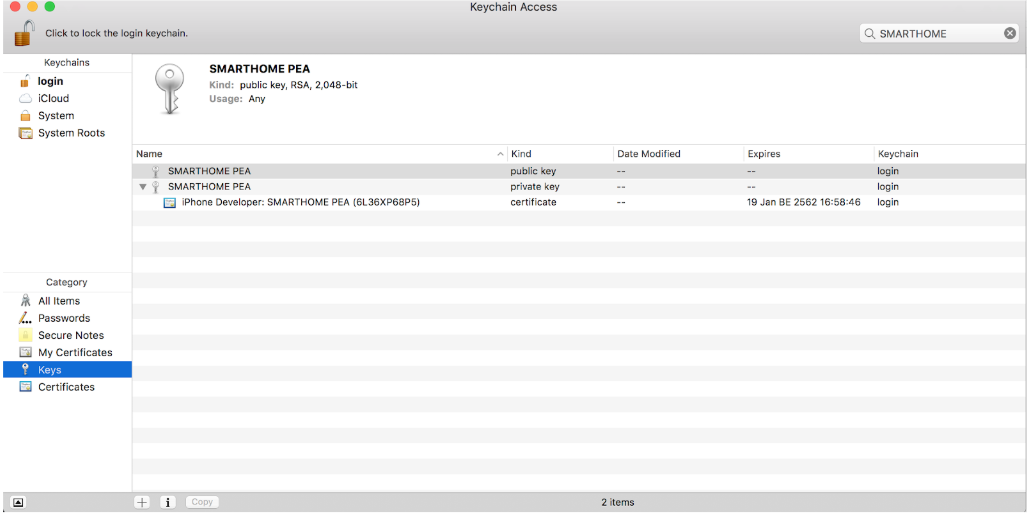 Keychain Access
Click to lock the login keychain.
SMARTHOME
Keychains
login
iCloud
System
System Roots
SMARTHOME PEA
Kind: public key, RSA, 2,048-bit
Usage: Any
Name Kind Date Modified Expires Keychain
SMARTHOME PEA public key -- -- login
SMARTHOME PEA private key -- -- login
iPhone Developer: SMARTHOME PEA (6L36XP68P5) certificate -- 19 Jan BE 2562 16:58:46 login
Category
All Items
Passwords
Secure Notes
My Certificates
Keys
Certificates
Copy
2 items